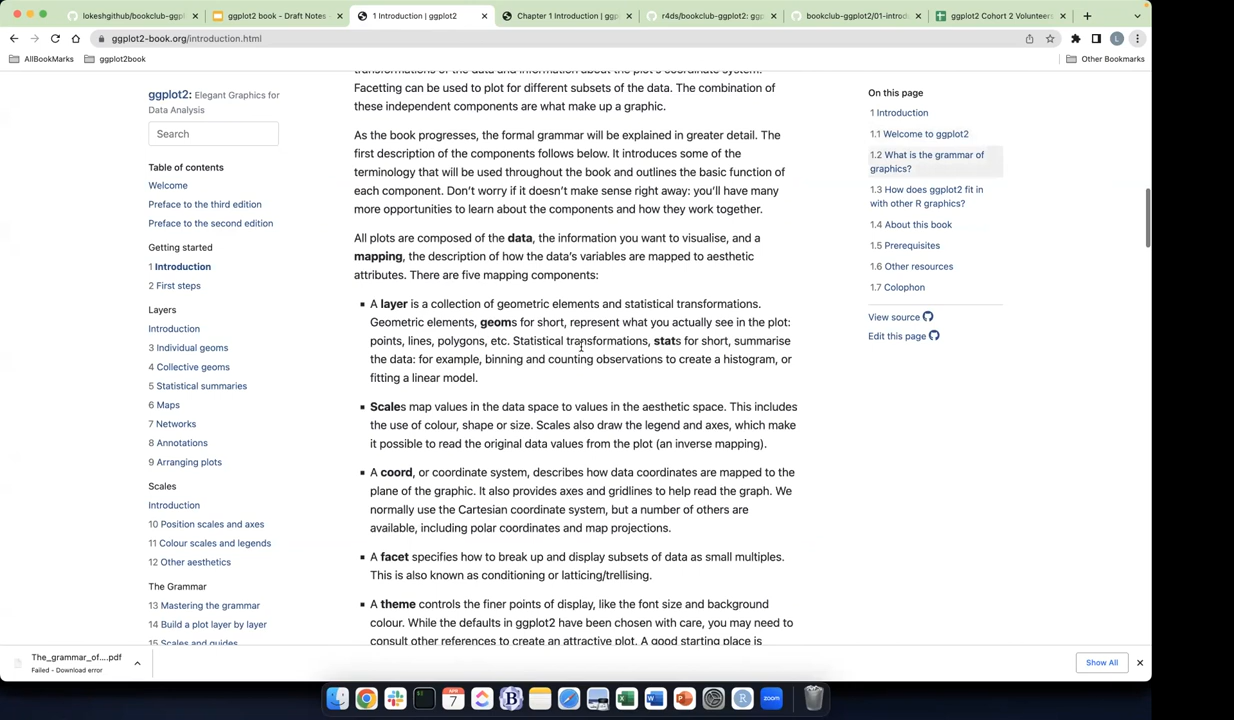 lokeshgithub/bookclub-ggpl
ggplot2 book - Draft Notes -
1 Introduction | ggplot2
Chapter 1 Introduction | ggpl
r4ds/bookclub-ggplot2: ggp
bookclub-ggplot2/01-introd
ggplot2 Cohort 2 Volunteer
ggplot2-book.org/introduction.html
L
AllBookMarks
ggplot2book
Other Bookmarks
ggplot2: Elegant Graphics for
Data Analysis
Search
Table of contents
Welcome
Preface to the third edition
Preface to the second edition
Getting started
1 Introduction
2 First steps
Layers
Introduction
3 Individual geoms
4 Collective geoms
5 Statistical summaries
6 Maps
7 Networks
8 Annotations
9 Arranging plots
Scales
Introduction
10 Position scales and axes
11 Colour scales and legends
12 Other aesthetics
The Grammar
13 Mastering the grammar
14 Build a plot layer by layer
15 Scales and guides
transformations of the data and information about the plot's coordinate system.
Facetting can be used to plot for different subsets of the data. The combination of
these independent components are what make up a graphic.
As the book progresses, the formal grammar will be explained in greater detail. The
first description of the components follows below. It introduces some of the
terminology that will be used throughout the book and outlines the basic function of
each component. Don't worry if it doesn't make sense right away: you'll have many
more opportunities to learn about the components and how they work together.
All plots are composed of the data, the information you want to visualise, and a
mapping, the description of how the data's variables are mapped to aesthetic
attributes. There are five mapping components:
▪ A layer is a collection of geometric elements and statistical transformations.
Geometric elements, geoms for short, represent what you actually see in the plot:
points, lines, polygons, etc. Statistical transformations, stats for short, summarise
the data: for example, binning and counting observations to create a histogram, or
fitting a linear model.
▪ Scales map values in the data space to values in the aesthetic space. This includes
the use of colour, shape or size. Scales also draw the legend and axes, which make
it possible to read the original data values from the plot (an inverse mapping).
▪ A coord, or coordinate system, describes how data coordinates are mapped to the
plane of the graphic. It also provides axes and gridlines to help read the graph. We
normally use the Cartesian coordinate system, but a number of others are
available, including polar coordinates and map projections.
▪ A facet specifies how to break up and display subsets of data as small multiples.
This is also known as conditioning or latticing/trellising.
▪ A theme controls the finer points of display, like the font size and background
colour. While the defaults in ggplot2 have been chosen with care, you may need to
consult other references to create an attractive plot. A good starting place is
On this page
1 Introduction
1.1 Welcome to ggplot2
1.2 What is the grammar of
graphics?
1.3 How does ggplot2 fit in
with other R graphics?
1.4 About this book
1.5 Prerequisites
1.6 Other resources
1.7 Colophon
View source
Edit this page
The_grammar_of....pdf
Failed - Download error
Show All
APR
7
B
X
W
P
R
zoom